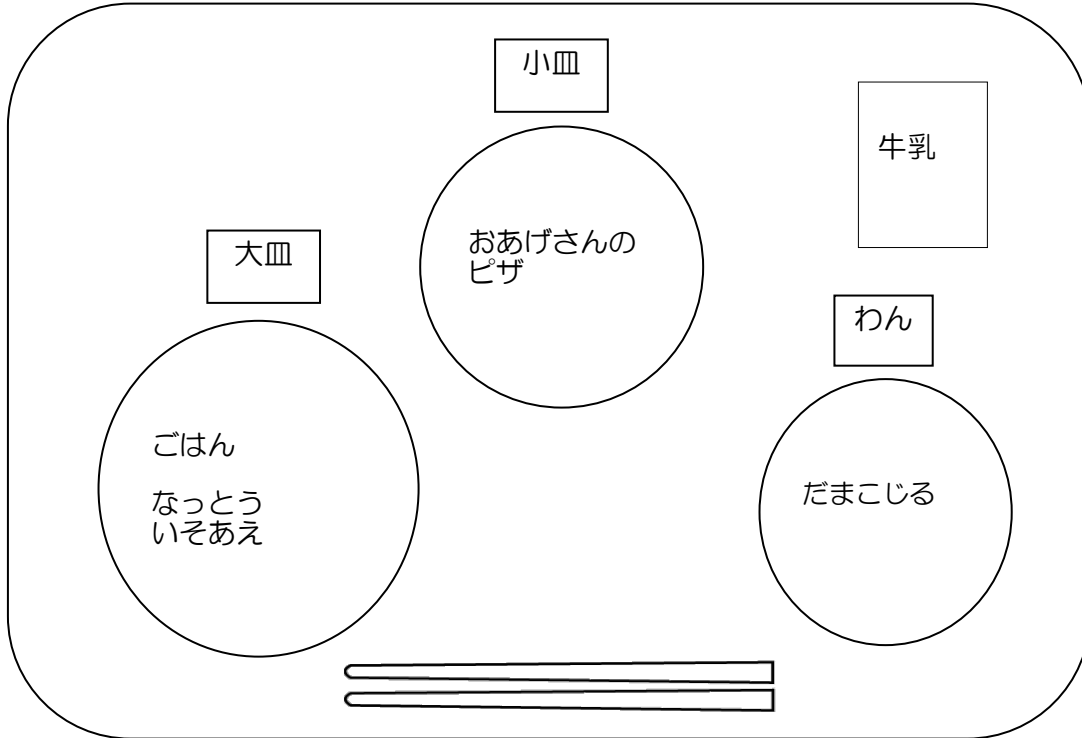 小皿
牛乳
おあげさんの
ピザ
大皿
わん
ごはん
なっとう
いそあえ
だまこじる